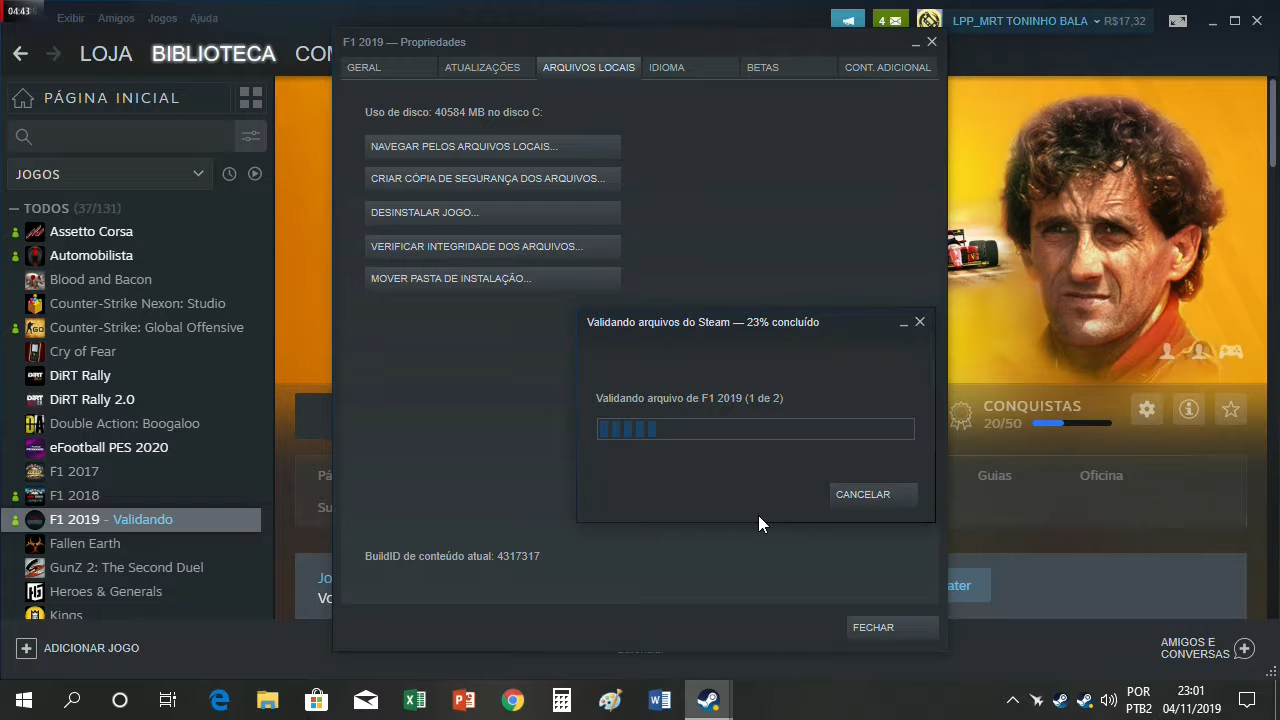 04:43
Exibir Amigos Jogos Ajuda
4
LPP_MRT TONINHO BALA R$17,32
LOJA BIBLIOTECA
F1 2019 — Propriedades
GERAL ATUALIZAÇÕES ARQUIVOS LOCAIS IDIOMA BETAS CONT. ADICIONAL
PÁGINA INICIAL
JOGOS
TODOS (37/131)
Assetto Corsa
Automobilista
Blood and Bacon
Counter-Strike Nexon: Studio
Counter-Strike: Global Offensive
Cry of Fear
DiRT Rally
DiRT Rally 2.0
Double Action: Boogaloo
eFootball PES 2020
F1 2017
F1 2018
F1 2019 - Validando
Fallen Earth
GunZ 2: The Second Duel
Heroes & Generals
Kings
ADICIONAR JOGO
Uso de disco: 40584 MB no disco C:
NAVEGAR PELOS ARQUIVOS LOCAIS...
CRIAR CÓPIA DE SEGURANÇA DOS ARQUIVOS...
DESINSTALAR JOGO...
VERIFICAR INTEGRIDADE DOS ARQUIVOS...
MOVER PASTA DE INSTALAÇÃO...
Validando arquivos do Steam — 23% concluído
Validando arquivo de F1 2019 (1 de 2)
CANCELAR
BuildID de conteúdo atual: 4317317
FECHAR
CONQUISTAS
20/50
Guias Oficina
AMIGOS E
CONVERSAS
POR
PTB2
23:01
04/11/2019